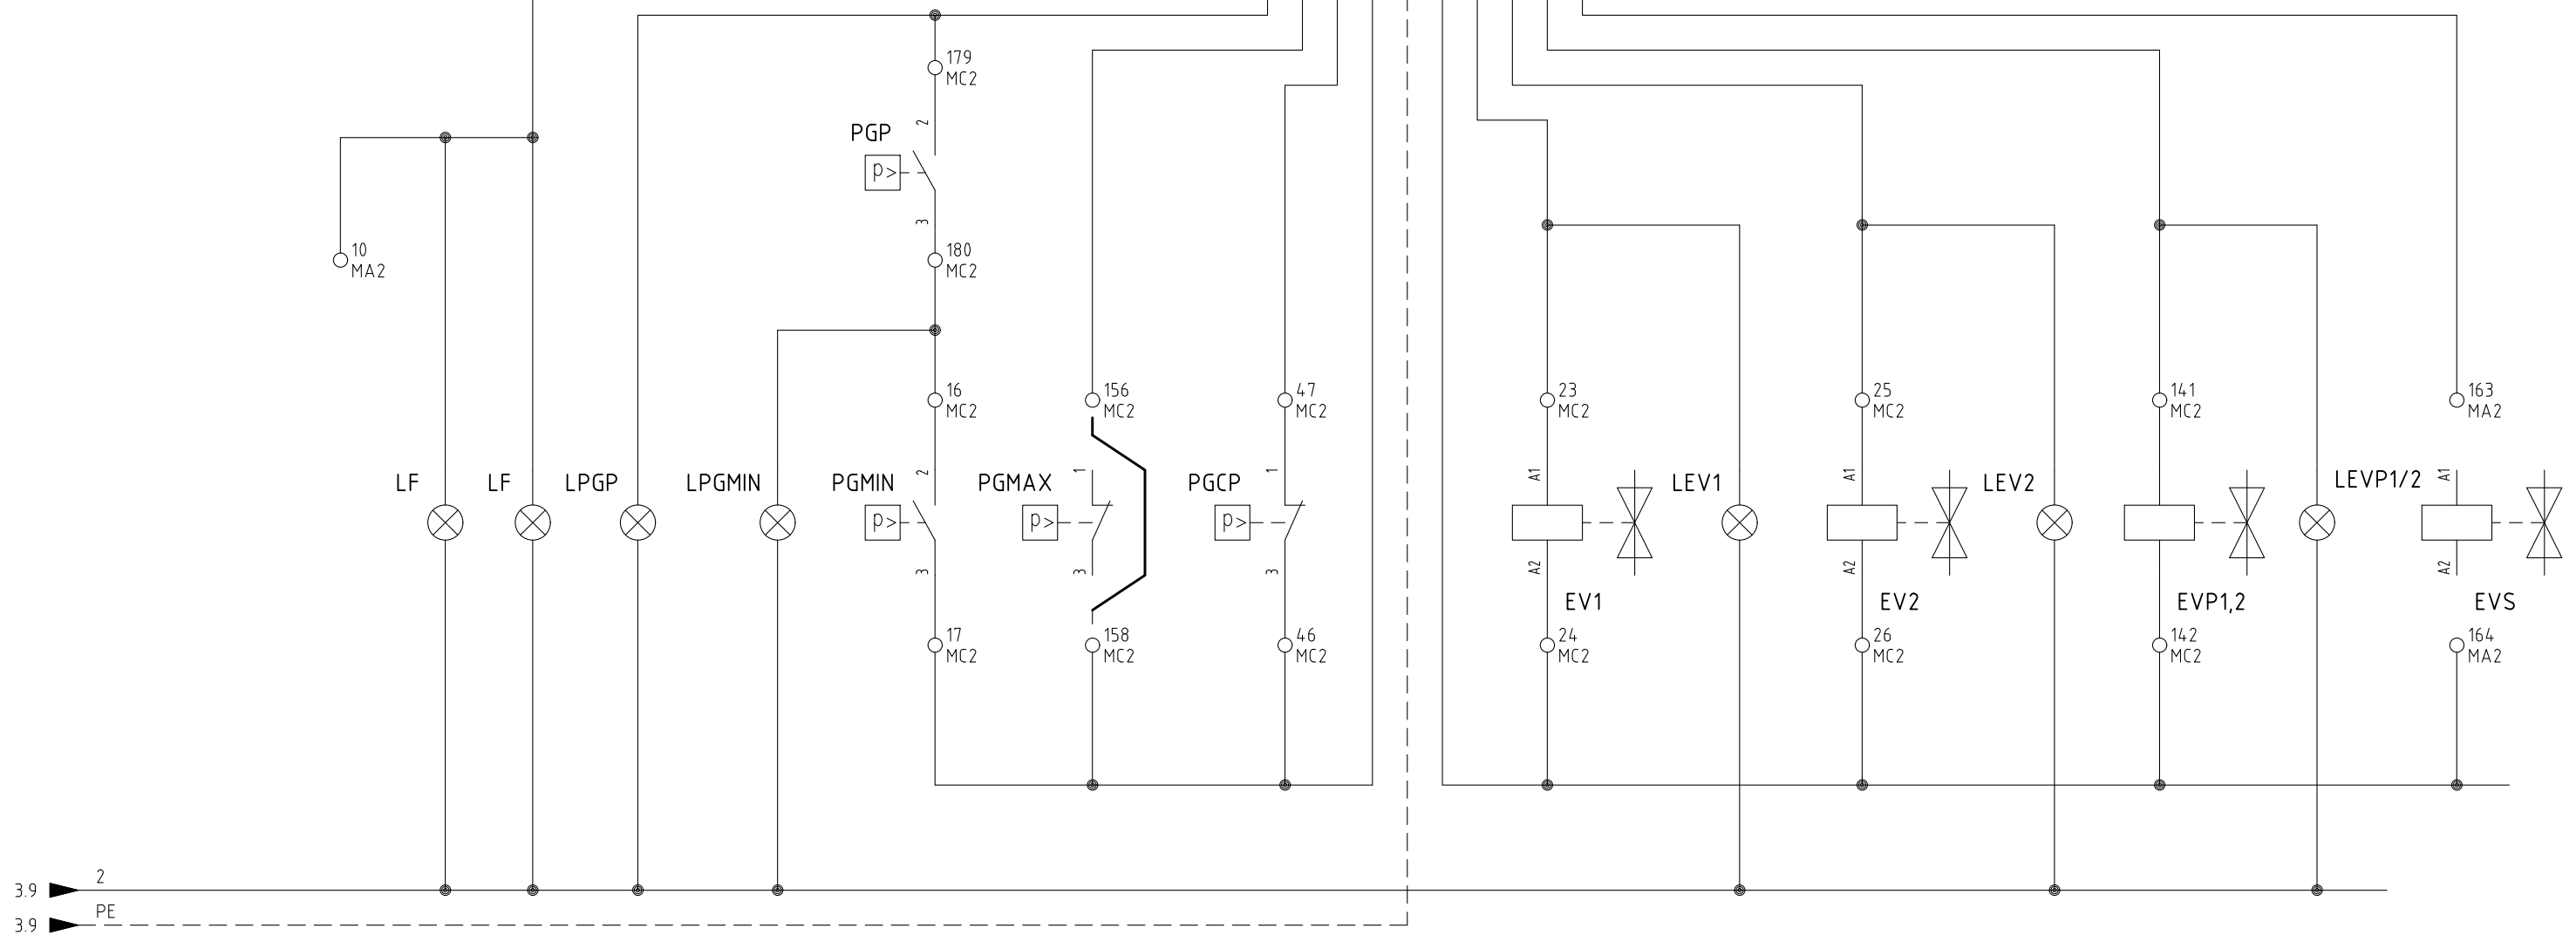 179
MC2
2
PGP
p>
3
10
MA2
180
MC2
16
MC2
156
MC2
47
MC2
23
MC2
25
MC2
141
MC2
163
MA2
LF
LF
LPGP
LPGMIN
2
PGMIN
p>
3
1
PGMAX
p>
3
1
PGCP
p>
3
A1
A2
EV1
LEV1
A1
A2
EV2
LEV2
EVP1,2
LEVP1/2
A1
A2
EVS
17
MC2
158
MC2
46
MC2
24
MC2
26
MC2
142
MC2
164
MA2
3.9
2
3.9
PE